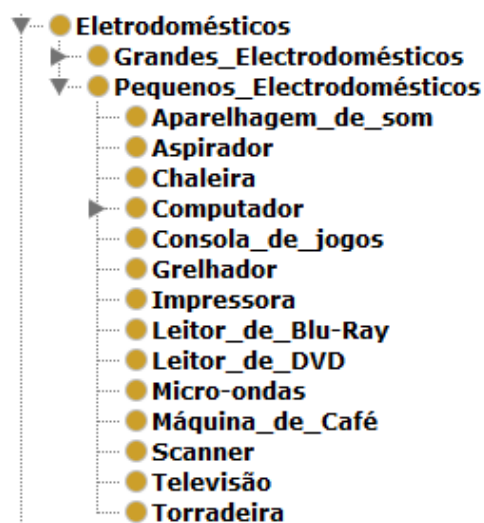 Eletrodomésticos
Grandes_Electrodomésticos
Pequenos_Electrodomésticos
Aparelhagem_de_som
Aspirador
Chaleira
Computador
Consola_de_jogos
Grelhador
Impressora
Leitor_de_Blu-Ray
Leitor_de_DVD
Micro-ondas
Máquina_de_Café
Scanner
Televisão
Torradeira